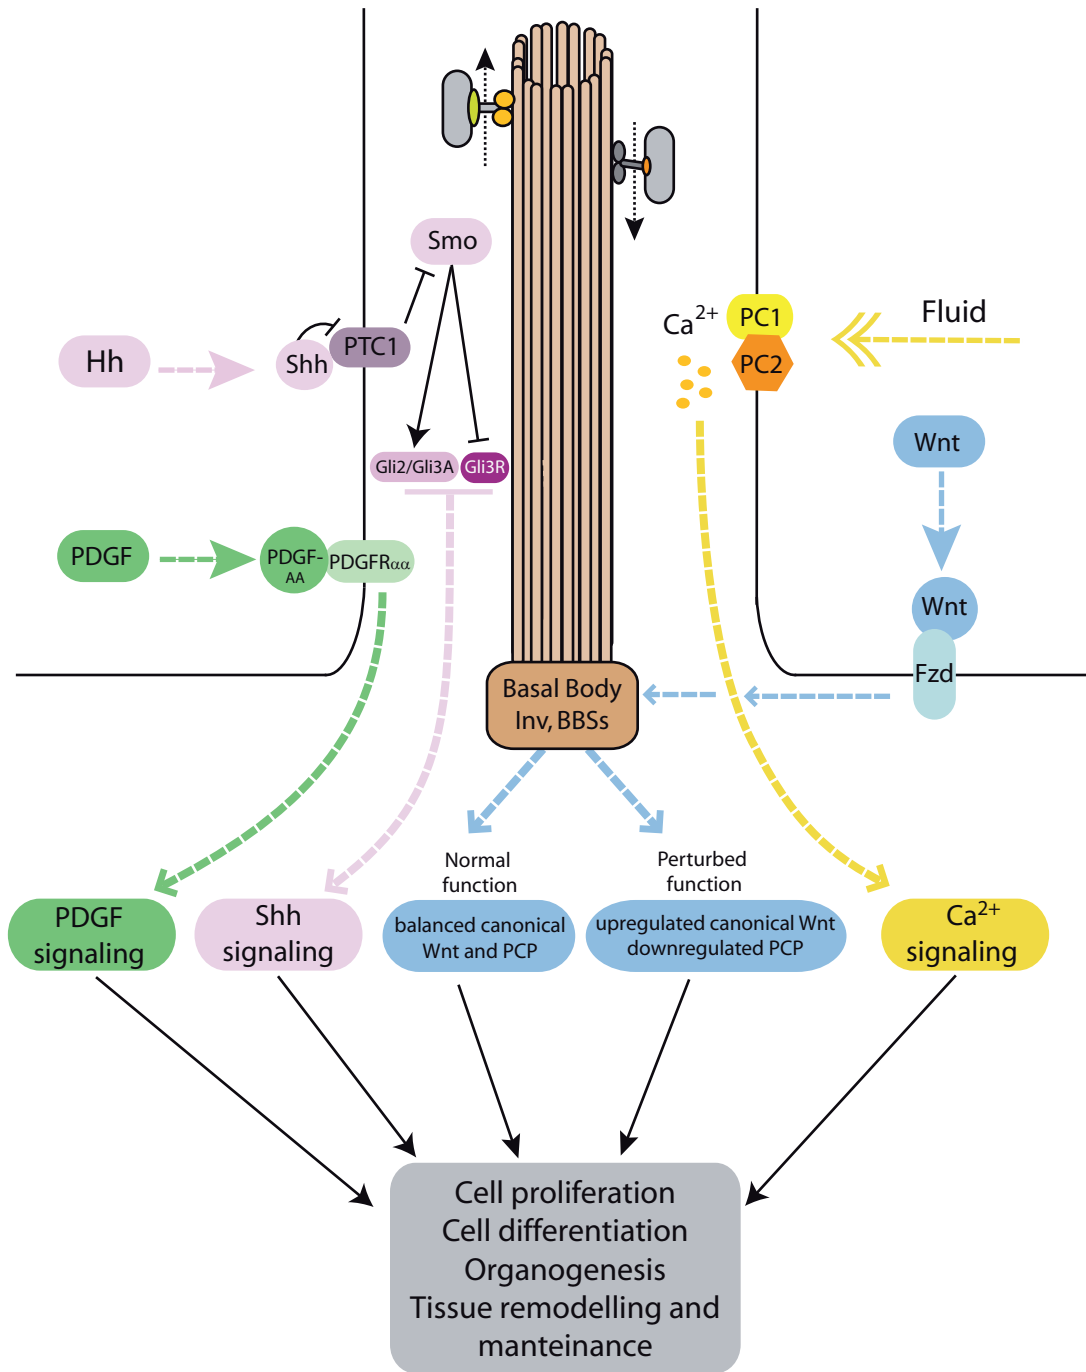 Smo
Ca²⁺
PC1
Fluid
Hh
Shh
PTC1
PC2
Wnt
Gli2/Gli3A
Gli3R
PDGF
PDGF-
AA
PDGFRαα
Wnt
Fzd
Basal Body
Inv, BBSs
Normal
function
Perturbed
function
PDGF
signaling
Shh
signaling
balanced canonical
Wnt and PCP
upregulated canonical Wnt
downregulated PCP
Ca²⁺
signaling
Cell proliferation
Cell differentiation
Organogenesis
Tissue remodelling and
manteinance